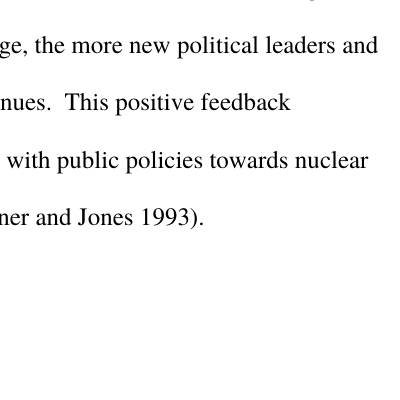 ge, the more new political leaders and
nues.  This positive feedback
with public policies towards nuclear
ner and Jones 1993).